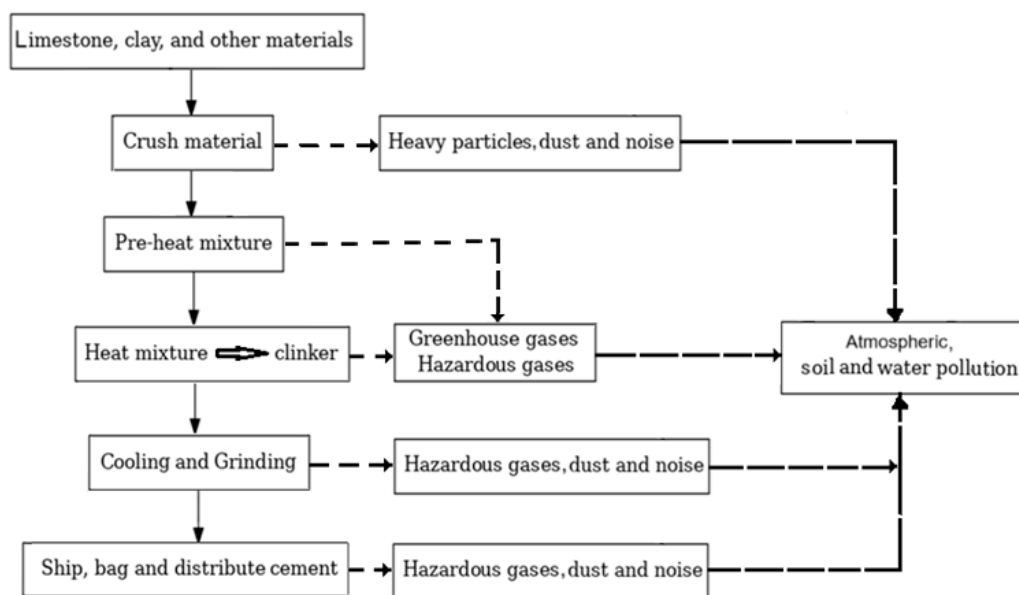 Limestone, clay, and other materials
Crush material
Heavy particles, dust and noise
Pre-heat mixture
Heat mixture clinker
Greenhouse gases
Hazardous gases
Atmospheric,
soil and water pollution
Cooling and Grinding
Hazardous gases, dust and noise
Ship, bag and distribute cement
Hazardous gases, dust and noise